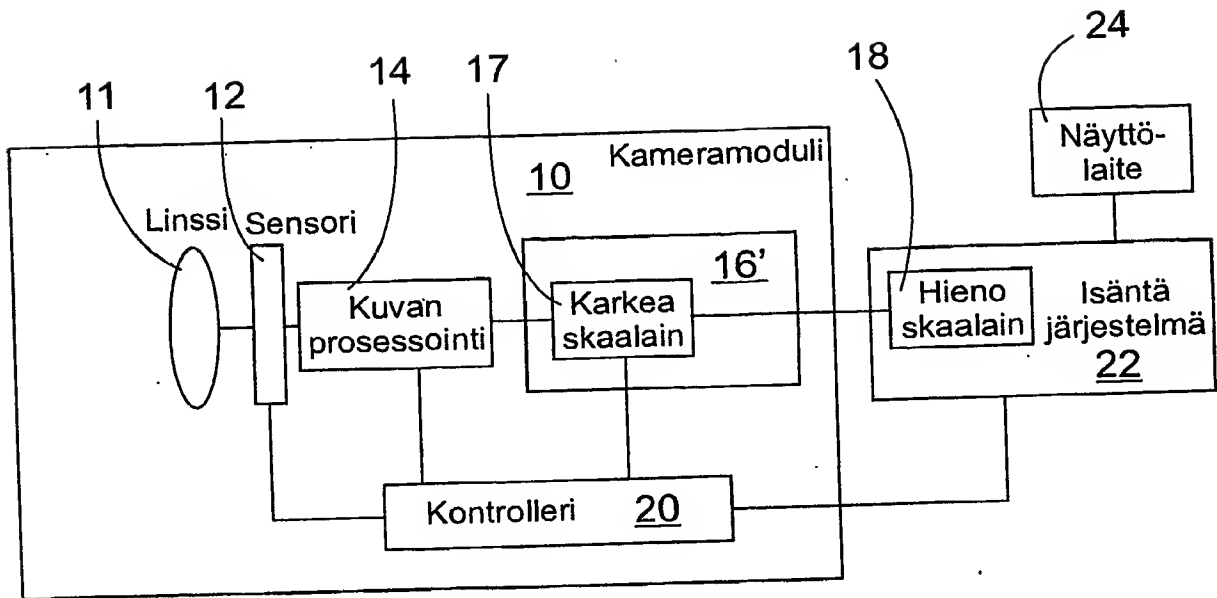 24
18
17
14
12
11
Näyttö-
laite
Kameramoduli
10
Linssi
Sensori
16’
Kuvan
prosessointi
Karkea
skaalain
Hieno
skaalain
Isäntä
järjestelmä
22
Kontrolleri 20